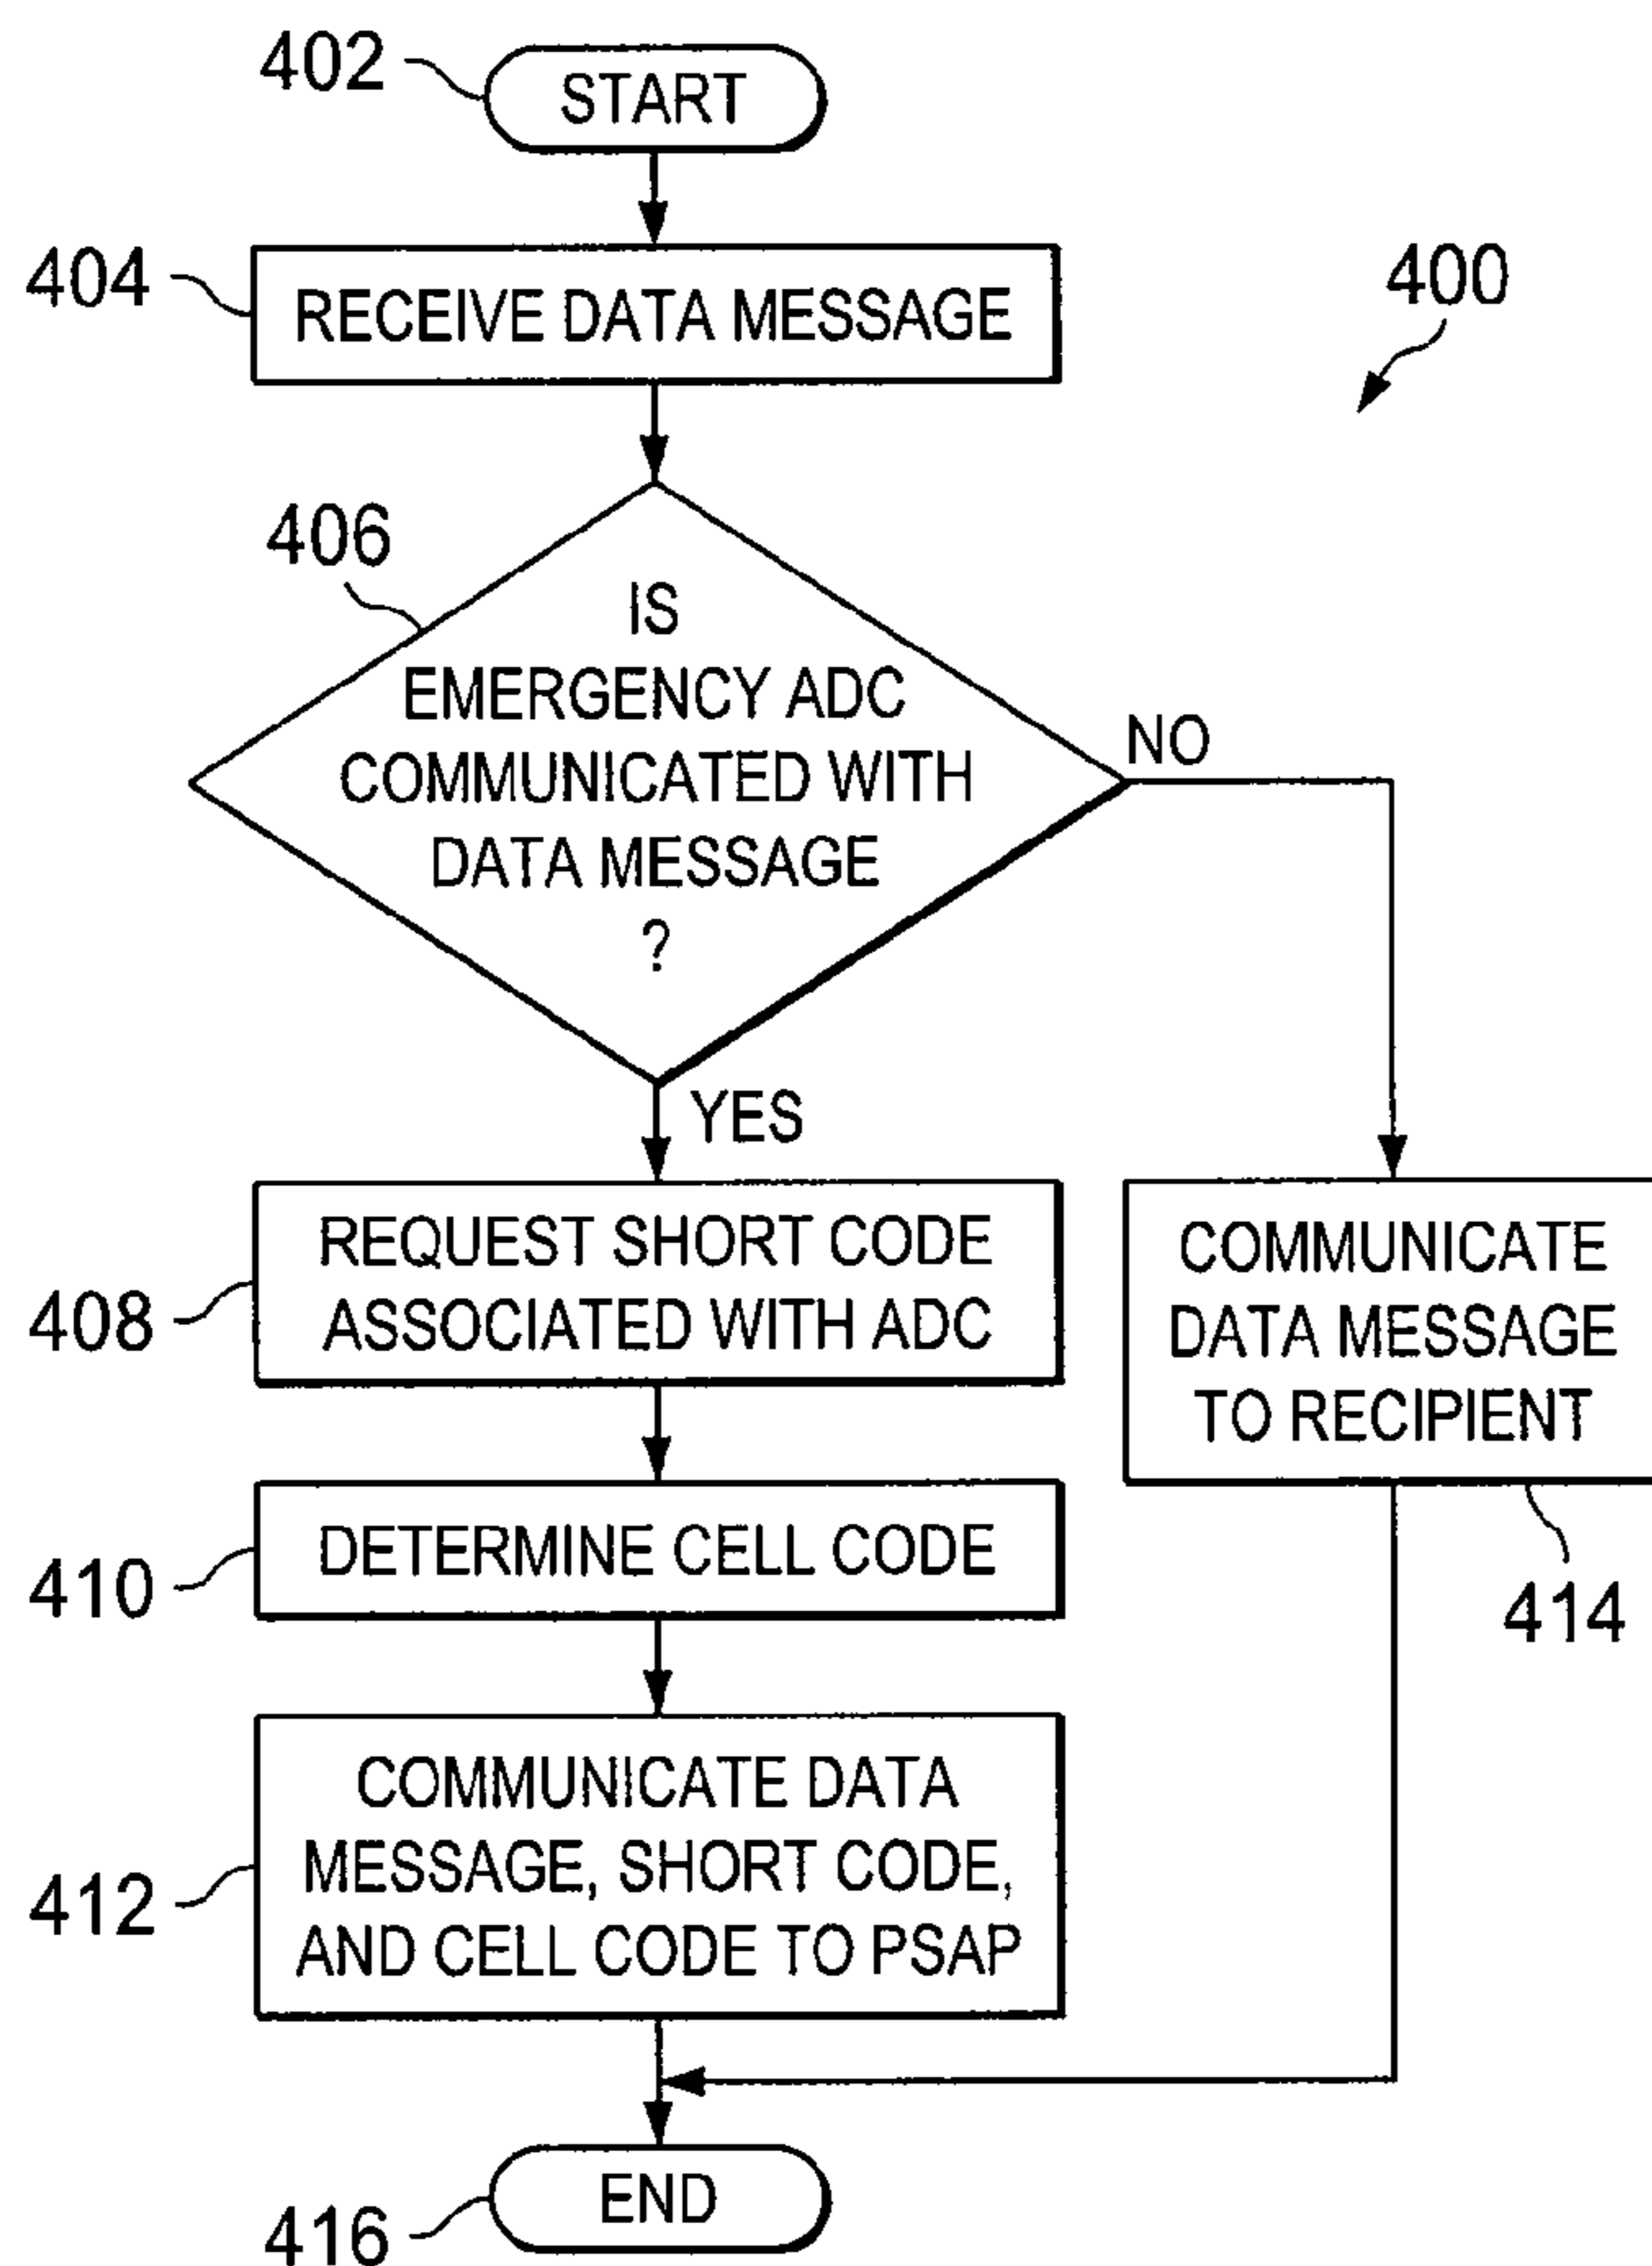 402
START
404
RECEIVE DATA MESSAGE
400
406
IS
EMERGENCY ADC
COMMUNICATED WITH
DATA MESSAGE
?
NO
YES
408
REQUEST SHORT CODE
ASSOCIATED WITH ADC
COMMUNICATE
DATA MESSAGE
TO RECIPIENT
414
410
DETERMINE CELL CODE
412
COMMUNICATE DATA
MESSAGE, SHORT CODE,
AND CELL CODE TO PSAP
416
END